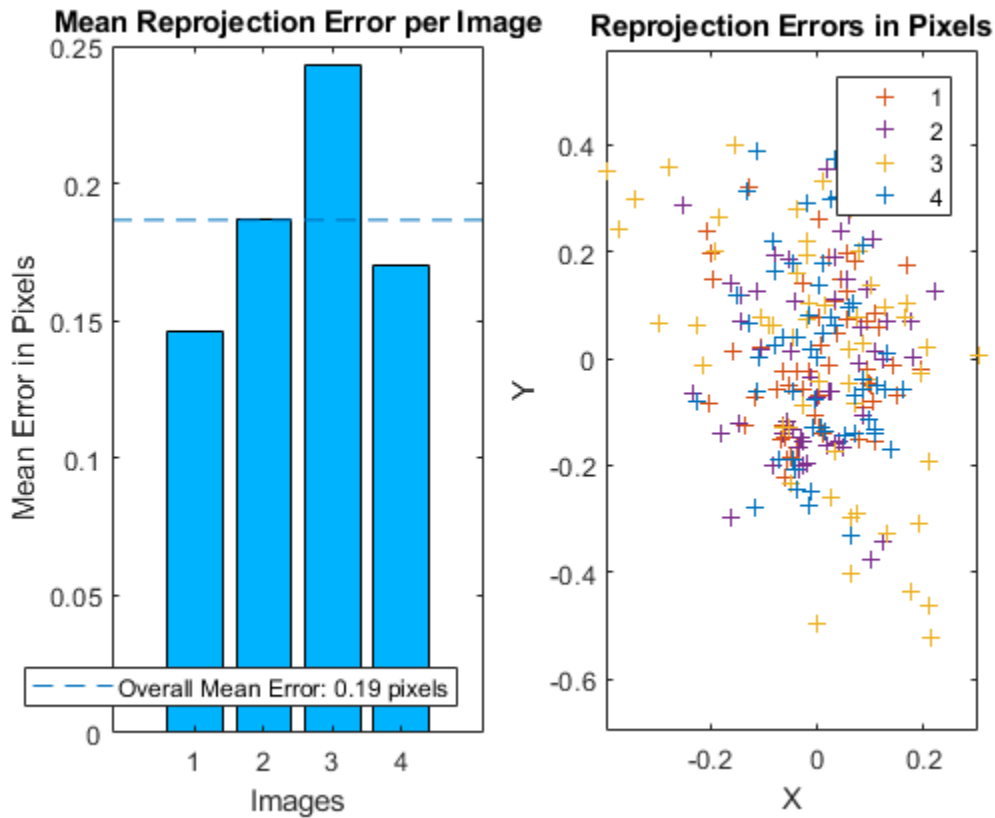 Mean Reprojection Error per Image
Mean Error in Pixels
0.25
0.2
0.15
0.1
0.05
0
Overall Mean Error: 0.19 pixels
1 2 3 4
Images
Reprojection Errors in Pixels
1
2
3
4
Y
0.4
0.2
0
-0.2
-0.4
-0.6
-0.2 0 0.2
X